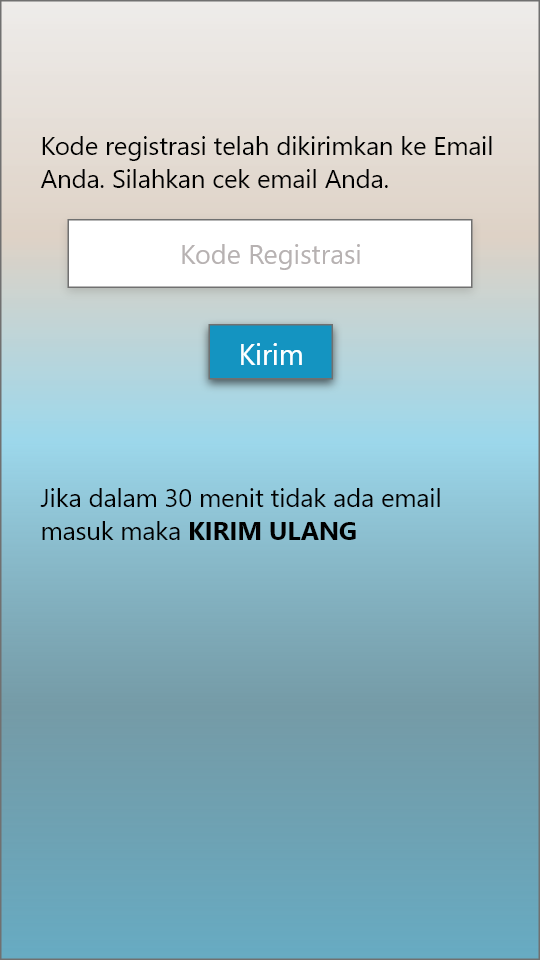 Kode registrasi telah dikirimkan ke Email
Anda. Silahkan cek email Anda.
Kode Registrasi
Kirim
Jika dalam 30 menit tidak ada email
masuk maka KIRIM ULANG